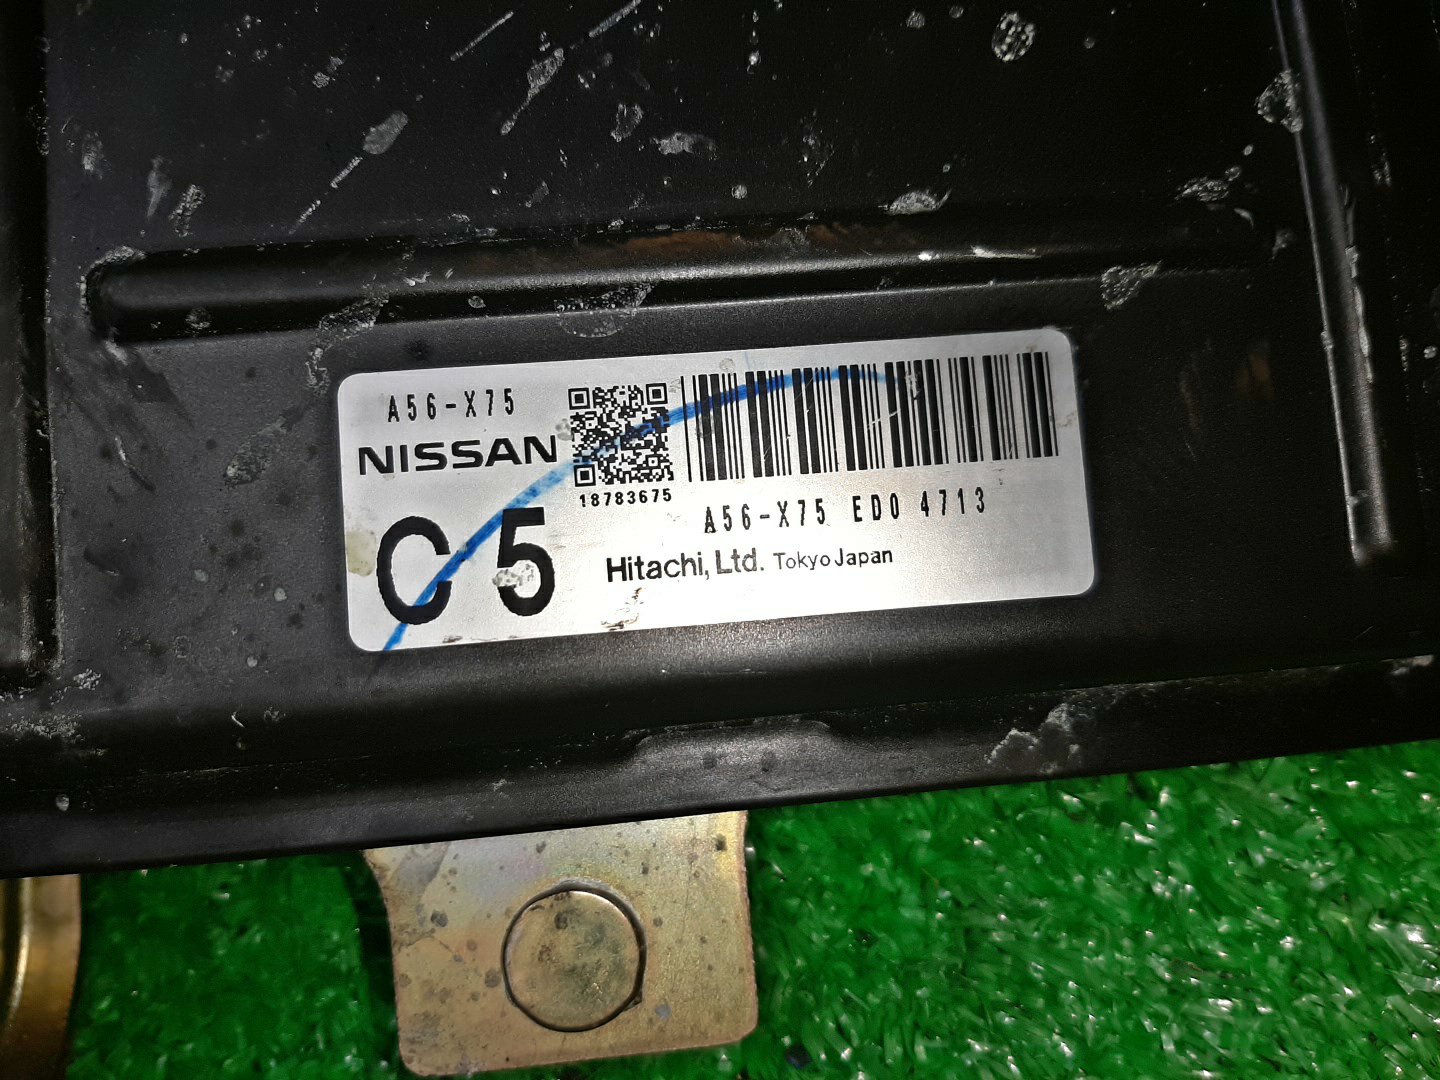 A56-X75
NISSAN
18783675
C5
A56-X75 ED0 4713
Hitachi, Ltd. Tokyo Japan